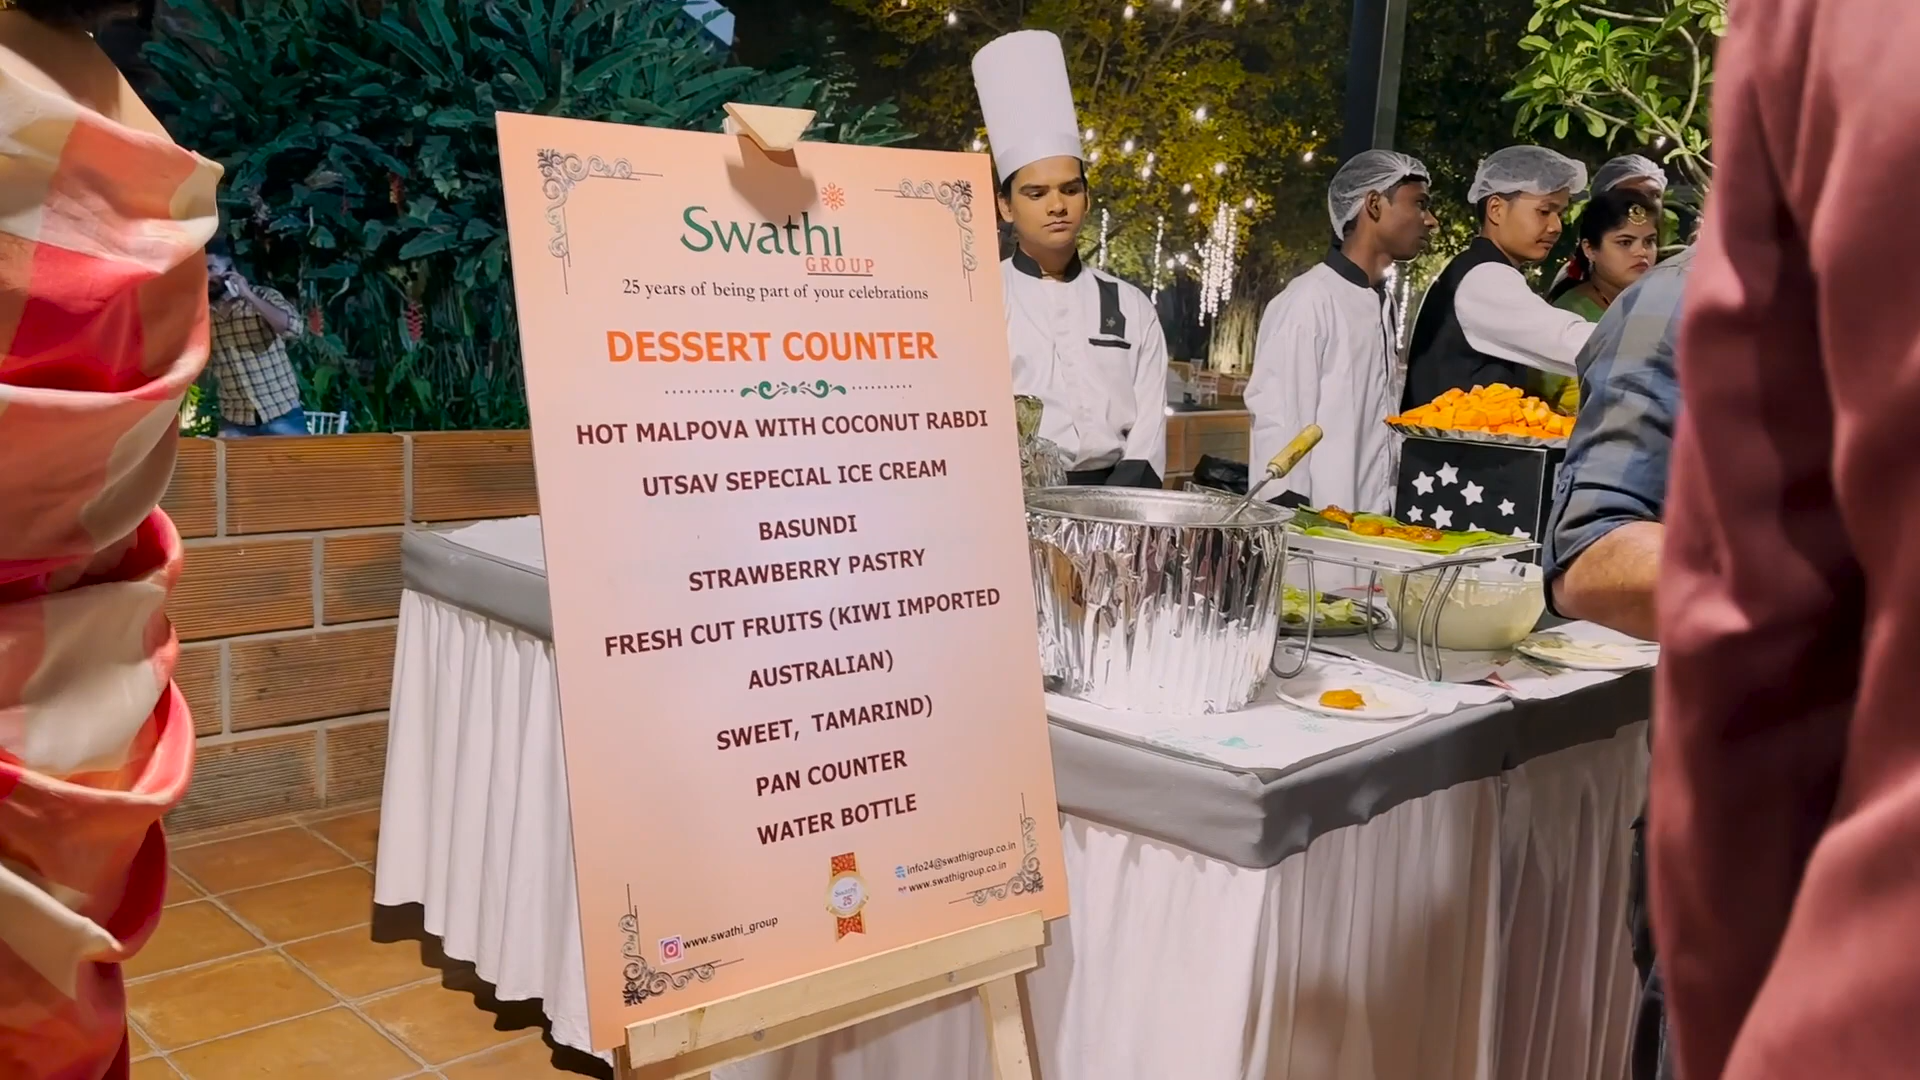 Swathi
GROUP
25 years of being part of your celebrations
DESSERT COUNTER
HOT MALPOVA WITH COCONUT RABDI
UTSAV SEPECIAL ICE CREAM
BASUNDI
STRAWBERRY PASTRY
FRESH CUT FRUITS (KIWI IMPORTED
AUSTRALIAN)
SWEET, TAMARIND)
PAN COUNTER
WATER BOTTLE
info24@swathigroup.co.in
www.swathigroup.co.in
Swathi
25
www.swathi_group